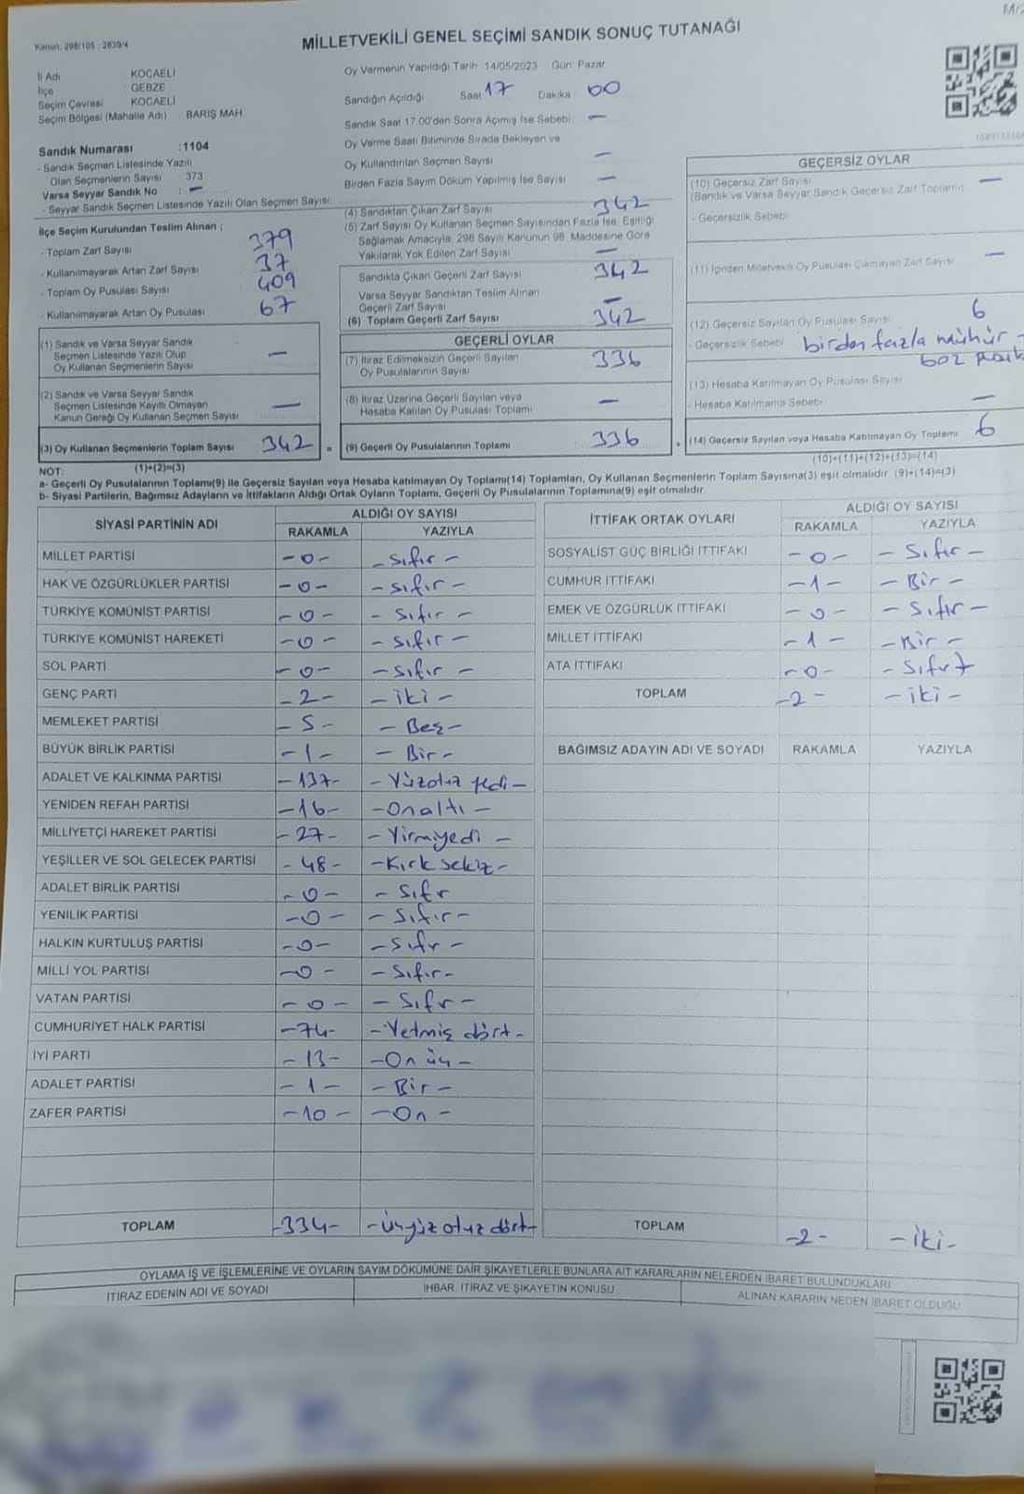 Kanun: 298/105 ; 2839/4
MİLLETVEKİLİ GENEL SEÇİMİ SANDIK SONUÇ TUTANAĞI
İl Adı KOCAELİ
İlçe GEBZE
Seçim Çevresi KOCAELİ
Seçim Bölgesi (Mahalle Adı) BARIŞ MAH.
Sandık Numarası :1104
- Sandık Seçmen Listesinde Yazılı
Olan Seçmenlerin Sayısı 373
Varsa Seyyar Sandık No : —
- Seyyar Sandık Seçmen Listesinde Yazılı Olan Seçmen Sayısı:
İlçe Seçim Kurulundan Teslim Alınan ;
- Toplam Zarf Sayısı 379
- Kullanılmayarak Artan Zarf Sayısı 37
- Toplam Oy Pusulası Sayısı 409
- Kullanılmayarak Artan Oy Pusulası 67
(1) Sandık ve Varsa Seyyar Sandık
Seçmen Listesinde Yazılı Olup
Oy Kullanan Seçmenlerin Sayısı —
(2) Sandık ve Varsa Seyyar Sandık
Seçmen Listesinde Kayıtlı Olmayan
Kanun Gereği Oy Kullanan Seçmen Sayısı —
(3) Oy Kullanan Seçmenlerin Toplam Sayısı 342 =
(1)+(2)=(3)
Oy Vermenin Yapıldığı Tarih 14/05/2023 Gün: Pazar
Sandığın Açıldığı Saat 17 Dakika 00
Sandık Saat 17.00'den Sonra Açımış İse Sebebi: —
Oy Verme Saati Bitiminde Sırada Bekleyen ve
Oy Kullandırılan Seçmen Sayısı —
Birden Fazla Sayım Döküm Yapılmış İse Sayısı —
(4) Sandıktan Çıkan Zarf Sayısı 342
(5) Zarf Sayısı Oy Kullanan Seçmen Sayısından Fazla İse, Eşitliği
Sağlamak Amacıyla, 298 Sayılı Kanunun 98. Maddesine Göre
Yakılarak Yok Edilen Zarf Sayısı —
Sandıkta Çıkan Geçerli Zarf Sayısı 342
Varsa Seyyar Sandıktan Teslim Alınan
Geçerli Zarf Sayısı —
(6) Toplam Geçerli Zarf Sayısı 342
GEÇERLİ OYLAR
(7) İtiraz Edilmeksizin Geçerli Sayılan
Oy Pusulalarının Sayısı 336
(8) İtiraz Üzerine Geçerli Sayılan veya
Hesaba Katılan Oy Pusulası Toplamı —
(9) Geçerli Oy Pusulalarının Toplamı 336 +
GEÇERSİZ OYLAR
(10) Geçersiz Zarf Sayısı
(Sandık ve Varsa Seyyar Sandık Geçersiz Zarf Toplamı) —
- Geçersizlik Sebebi
(11) İçinden Milletvekili Oy Pusulası Çıkmayan Zarf Sayısı —
(12) Geçersiz Sayılan Oy Pusulası Sayısı 6
- Geçersizlik Sebebi birden fazla mühür -
boz
(13) Hesaba Katılmayan Oy Pusulası Sayısı
- Hesaba Katılmama Sebebi —
(14) Geçersiz Sayılan veya Hesaba Katılmayan Oy Toplamı 6
(10)+(11)+(12)+(13)=(14)
NOT:
a- Geçerli Oy Pusulalarının Toplamı(9) ile Geçersiz Sayılan veya Hesaba katılmayan Oy Toplamı(14) Toplamları, Oy Kullanan Seçmenlerin Toplam Sayısına(3) eşit olmalıdır. (9)+(14)=(3)
b- Siyasi Partilerin, Bağımsız Adayların ve İttifakların Aldığı Ortak Oyların Toplamı, Geçerli Oy Pusulalarının Toplamına(9) eşit olmalıdır.
SİYASİ PARTİNİN ADI ALDIĞI OY SAYISI
RAKAMLA YAZIYLA
MİLLET PARTİSİ -0- - Sıfır -
HAK VE ÖZGÜRLÜKLER PARTİSİ -0- - Sıfır -
TÜRKİYE KOMÜNİST PARTİSİ -0- - Sıfır -
TÜRKİYE KOMÜNİST HAREKETİ -0- - Sıfır -
SOL PARTİ -0- - Sıfır -
GENÇ PARTİ -2- - İki -
MEMLEKET PARTİSİ -5- - Beş -
BÜYÜK BİRLİK PARTİSİ -1- - Bir -
ADALET VE KALKINMA PARTİSİ -137- - Yüzotuz yedi -
YENİDEN REFAH PARTİSİ -16- - Onaltı -
MİLLİYETÇİ HAREKET PARTİSİ -27- - Yirmiyedi -
YEŞİLLER VE SOL GELECEK PARTİSİ -48- - Kırk sekiz -
ADALET BİRLİK PARTİSİ -0- - Sıfır
YENİLİK PARTİSİ -0- - Sıfır -
HALKIN KURTULUŞ PARTİSİ -0- - Sıfır -
MİLLİ YOL PARTİSİ -0- - Sıfır -
VATAN PARTİSİ -0- - Sıfır -
CUMHURİYET HALK PARTİSİ -74- - Yetmiş dört -
İYİ PARTİ -13- - On üç -
ADALET PARTİSİ -1- - Bir -
ZAFER PARTİSİ -10- - On -
TOPLAM -334- - Üçyüz otuz dört -
İTTİFAK ORTAK OYLARI ALDIĞI OY SAYISI
RAKAMLA YAZIYLA
SOSYALİST GÜÇ BİRLİĞİ İTTİFAKI -0- - Sıfır -
CUMHUR İTTİFAKI -1- - Bir -
EMEK VE ÖZGÜRLÜK İTTİFAKI -0- - Sıfır -
MİLLET İTTİFAKI -1- - Bir -
ATA İTTİFAKI -0- - Sıfır -
TOPLAM -2- - İki -
BAĞIMSIZ ADAYIN ADI VE SOYADI RAKAMLA YAZIYLA
TOPLAM -2- - İki -
OYLAMA İŞ VE İŞLEMLERİNE VE OYLARIN SAYIM DÖKÜMÜNE DAİR ŞİKAYETLERLE BUNLARA AİT KARARLARIN NELERDEN İBARET BULUNDUKLARI
İTİRAZ EDENİN ADI VE SOYADI İHBAR, İTİRAZ VE ŞİKAYETİN KONUSU ALINAN KARARIN NEDEN İBARET OLDUĞU